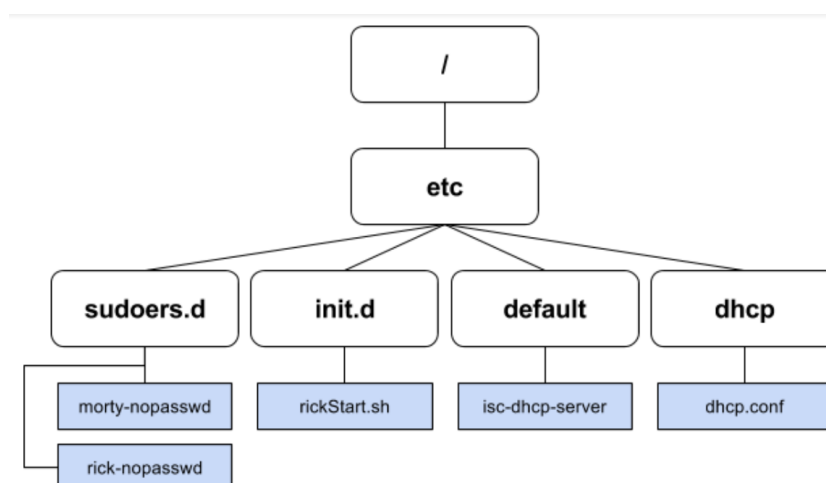 /
etc
sudoers.d
init.d
default
dhcp
morty-nopasswd
rickStart.sh
isc-dhcp-server
dhcp.conf
rick-nopasswd